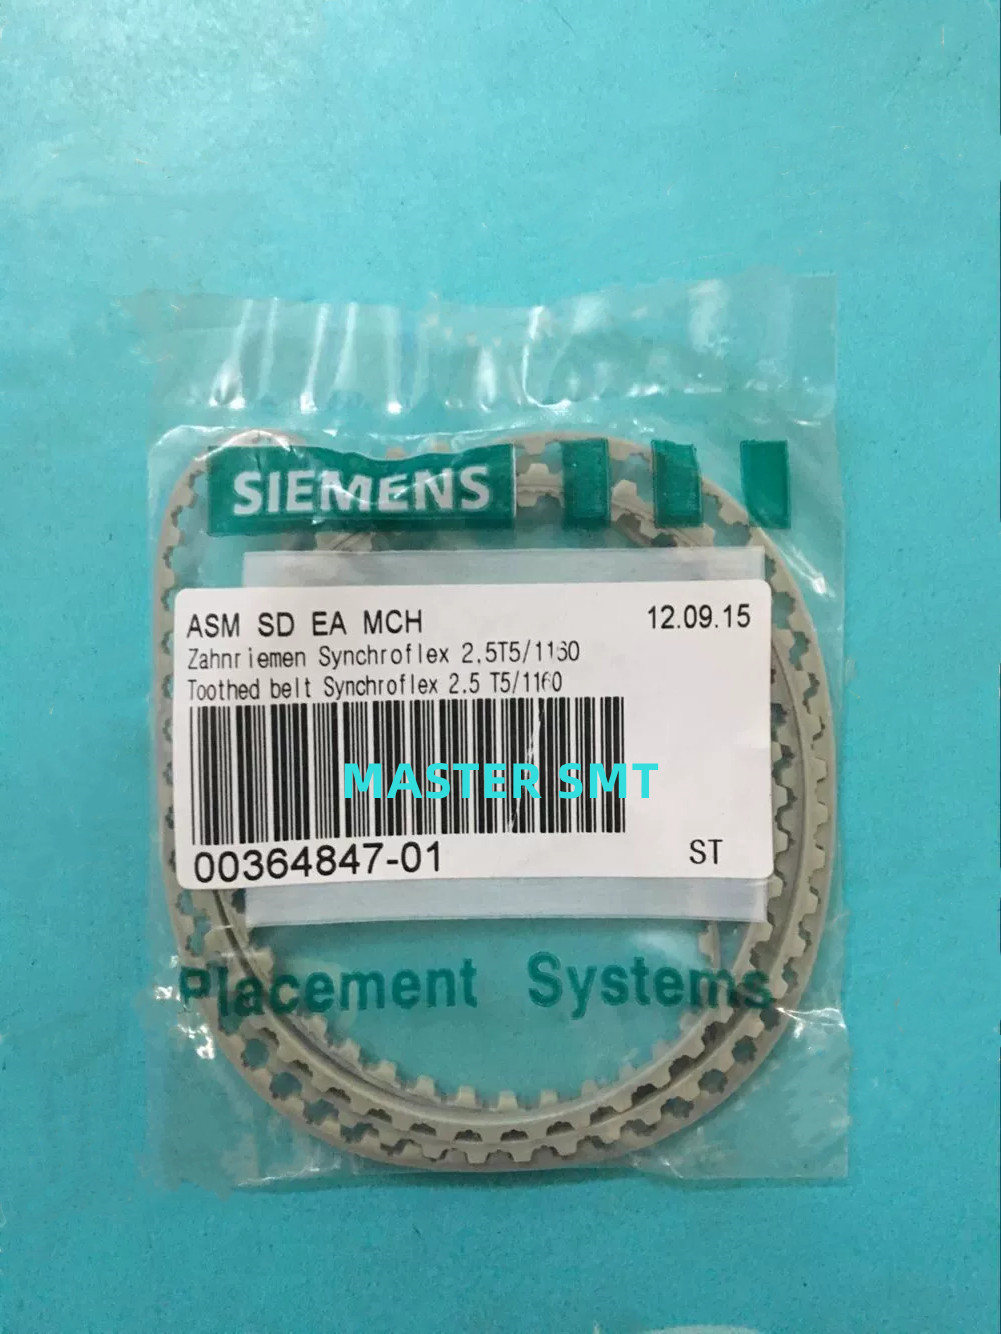 SIEMENS
ASM SD EA MCH 12.09.15
Zahnriemen Synchroflex 2,5T5/1160
Toothed belt Synchroflex 2.5 T5/1160
MASTER SMT
00364847-01 ST
Placement Systems